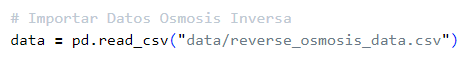 # Importar Datos Osmosis Inversa
data = pd.read_csv("data/reverse_osmosis_data.csv")